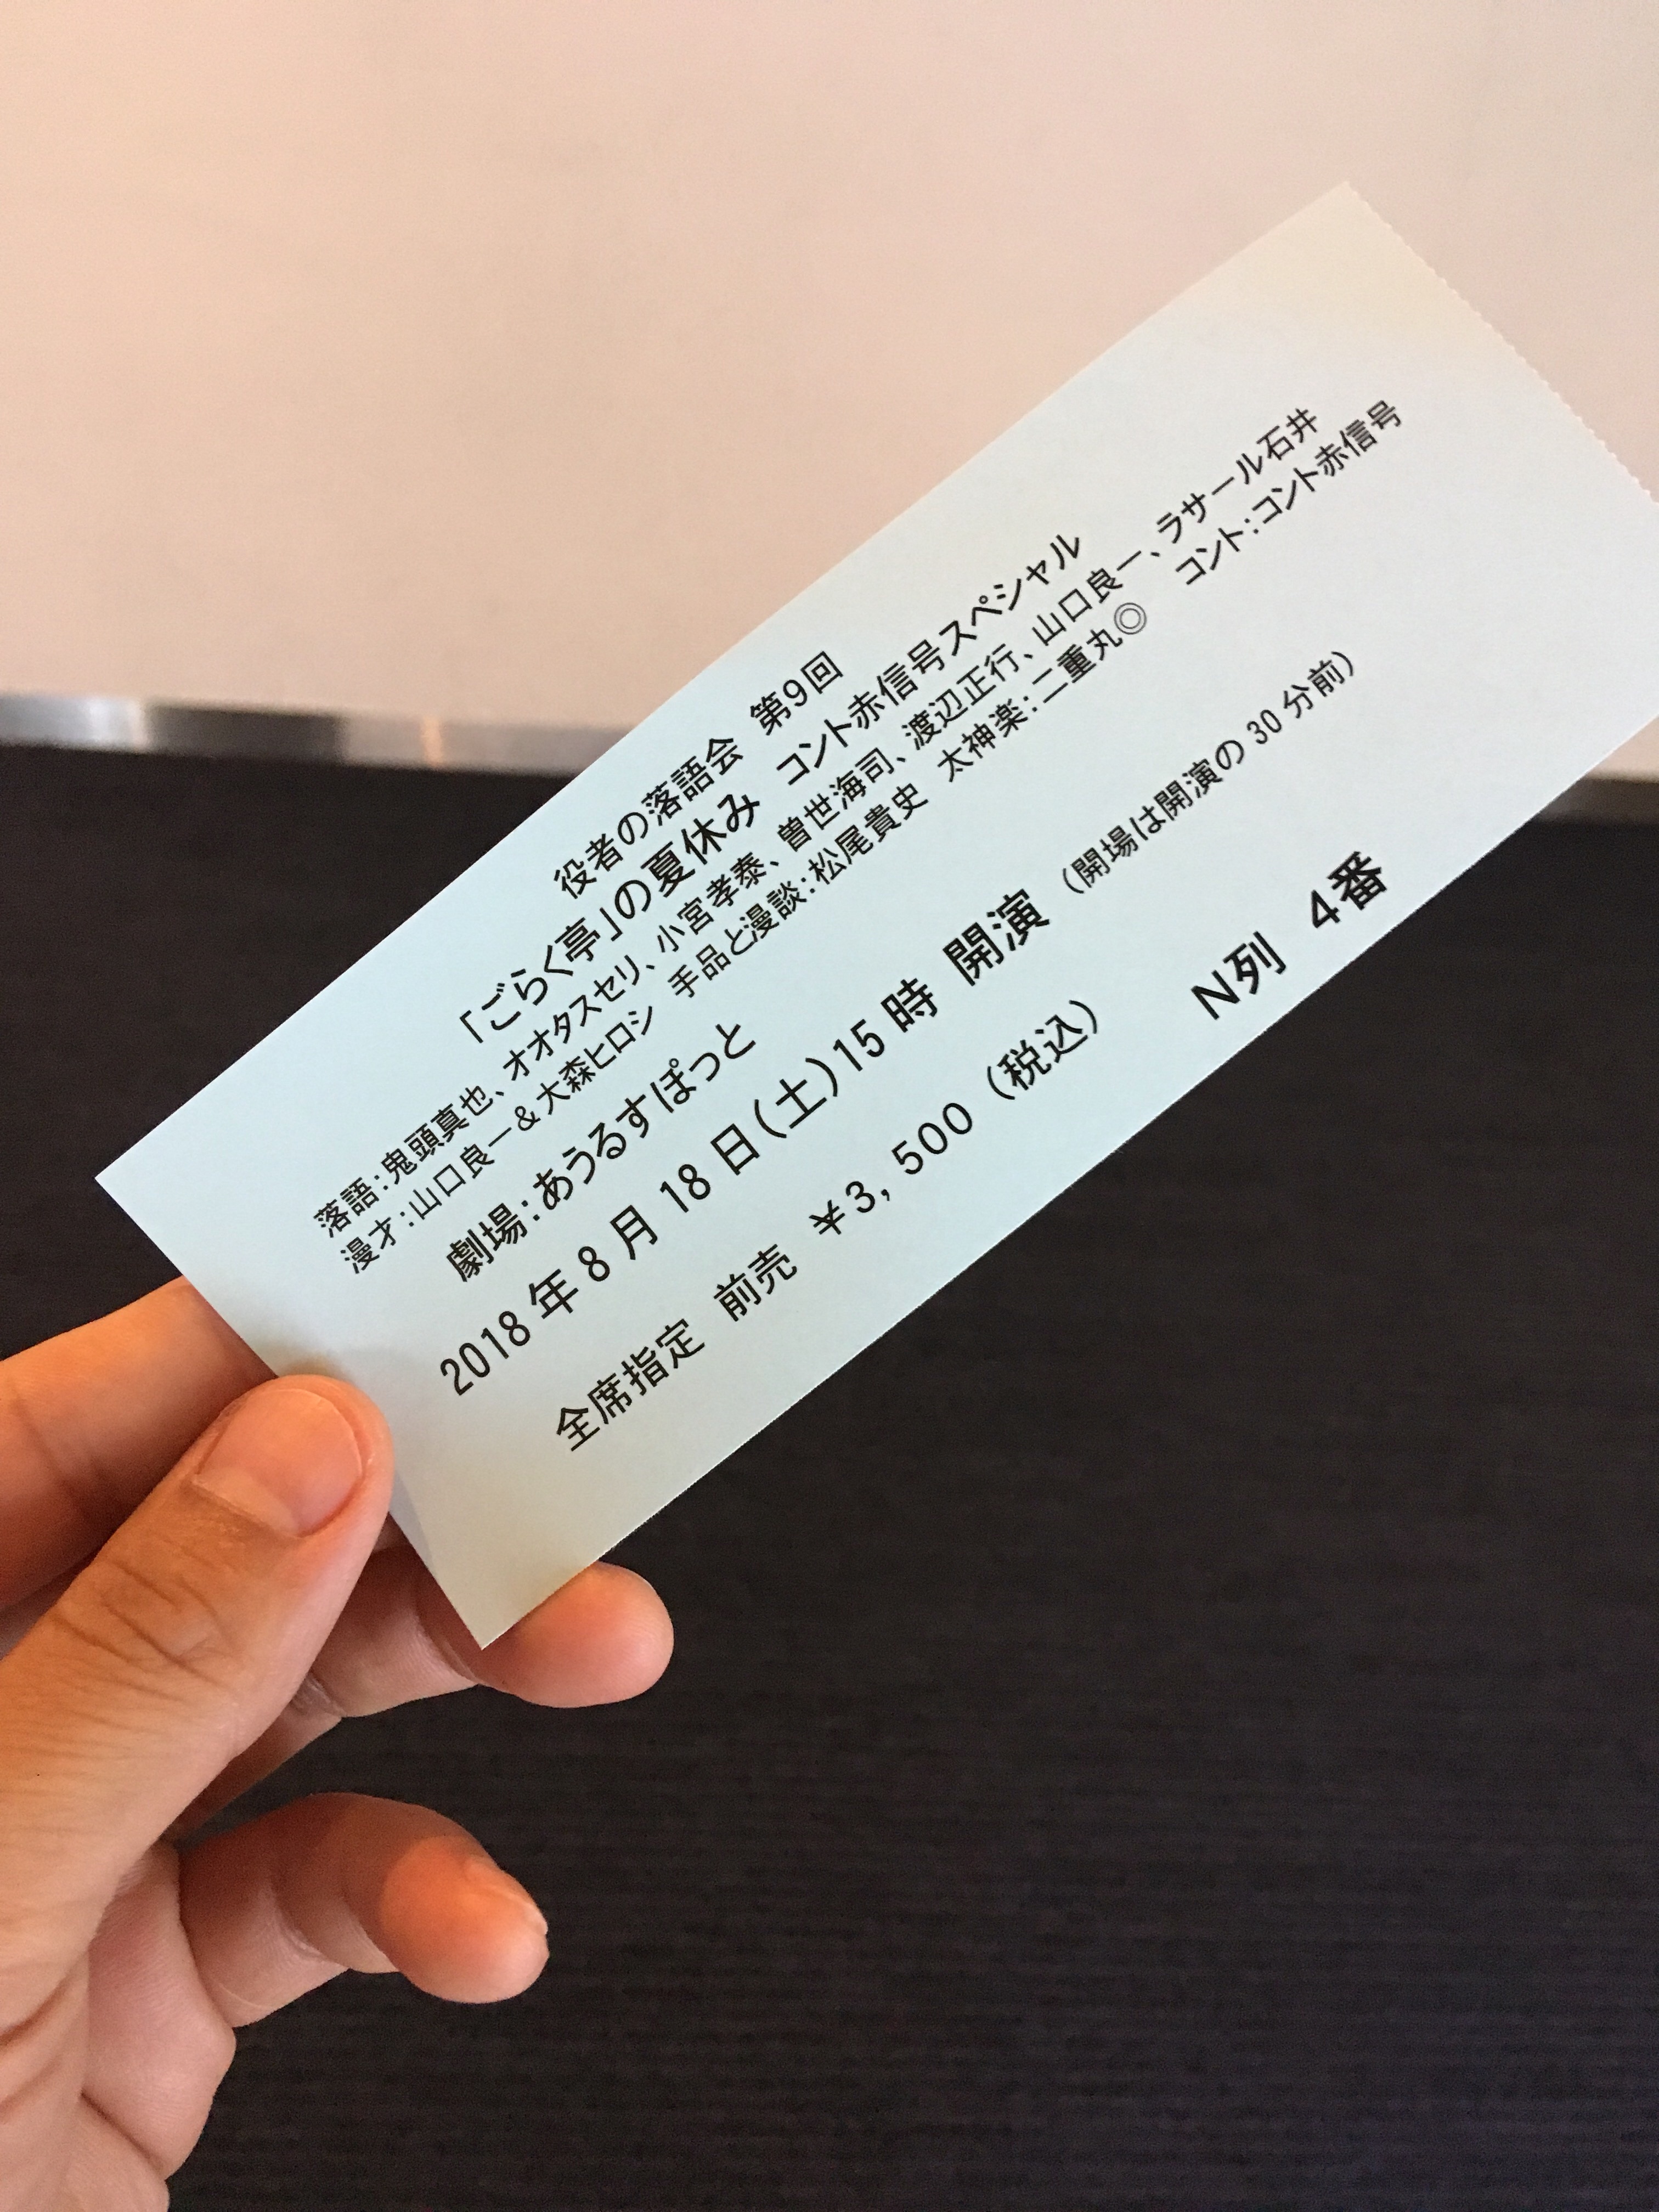 役者の落語会　第9回
「ごらく亭」の夏休み　コント赤信号スペシャル
落語：鬼頭真也、オオタスセリ、小宮孝泰、曽世海司、渡辺正行、山口良一、ラサール石井
漫才：山口良一＆大森ヒロシ　手品と漫談：松尾貴史　太神楽：二重丸◎　コント：コント赤信号
劇場：あうるすぽっと
2018年8月18日（土）15時 開演（開場は開演の30分前）
全席指定　前売　￥3，500（税込）　N列　4番